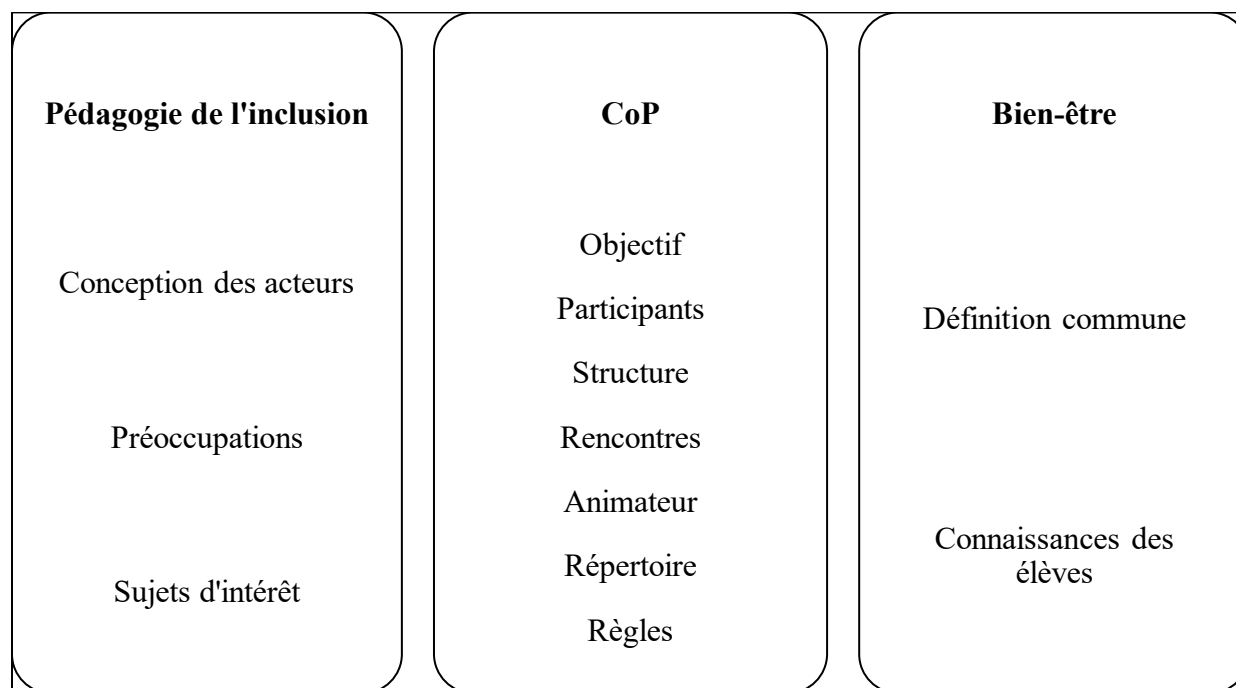 Pédagogie de l'inclusion
Conception des acteurs
Préoccupations
Sujets d'intérêt
CoP
Objectif
Participants
Structure
Rencontres
Animateur
Répertoire
Règles
Bien-être
Définition commune
Connaissances des
élèves